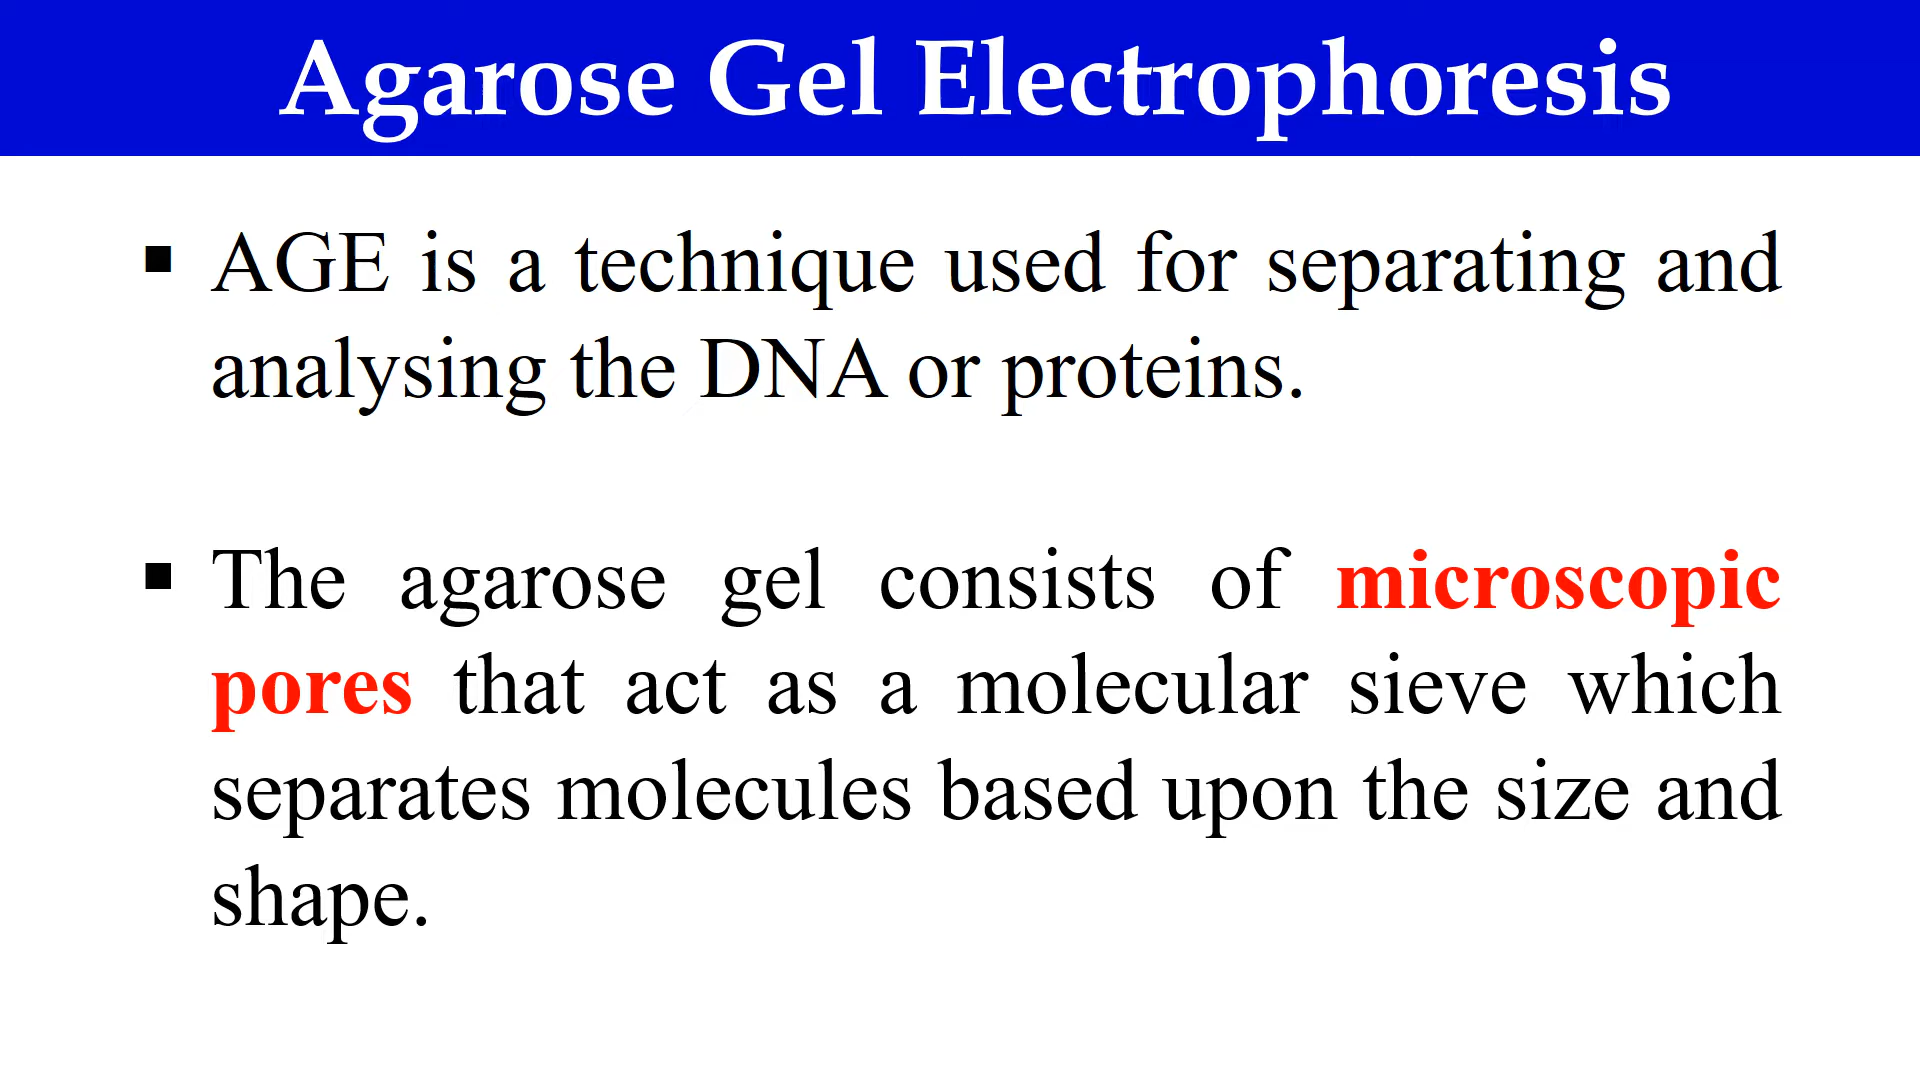 Agarose Gel Electrophoresis
▪ AGE is a technique used for separating and
analysing the DNA or proteins.
▪ The agarose gel consists of microscopic
pores that act as a molecular sieve which
separates molecules based upon the size and
shape.